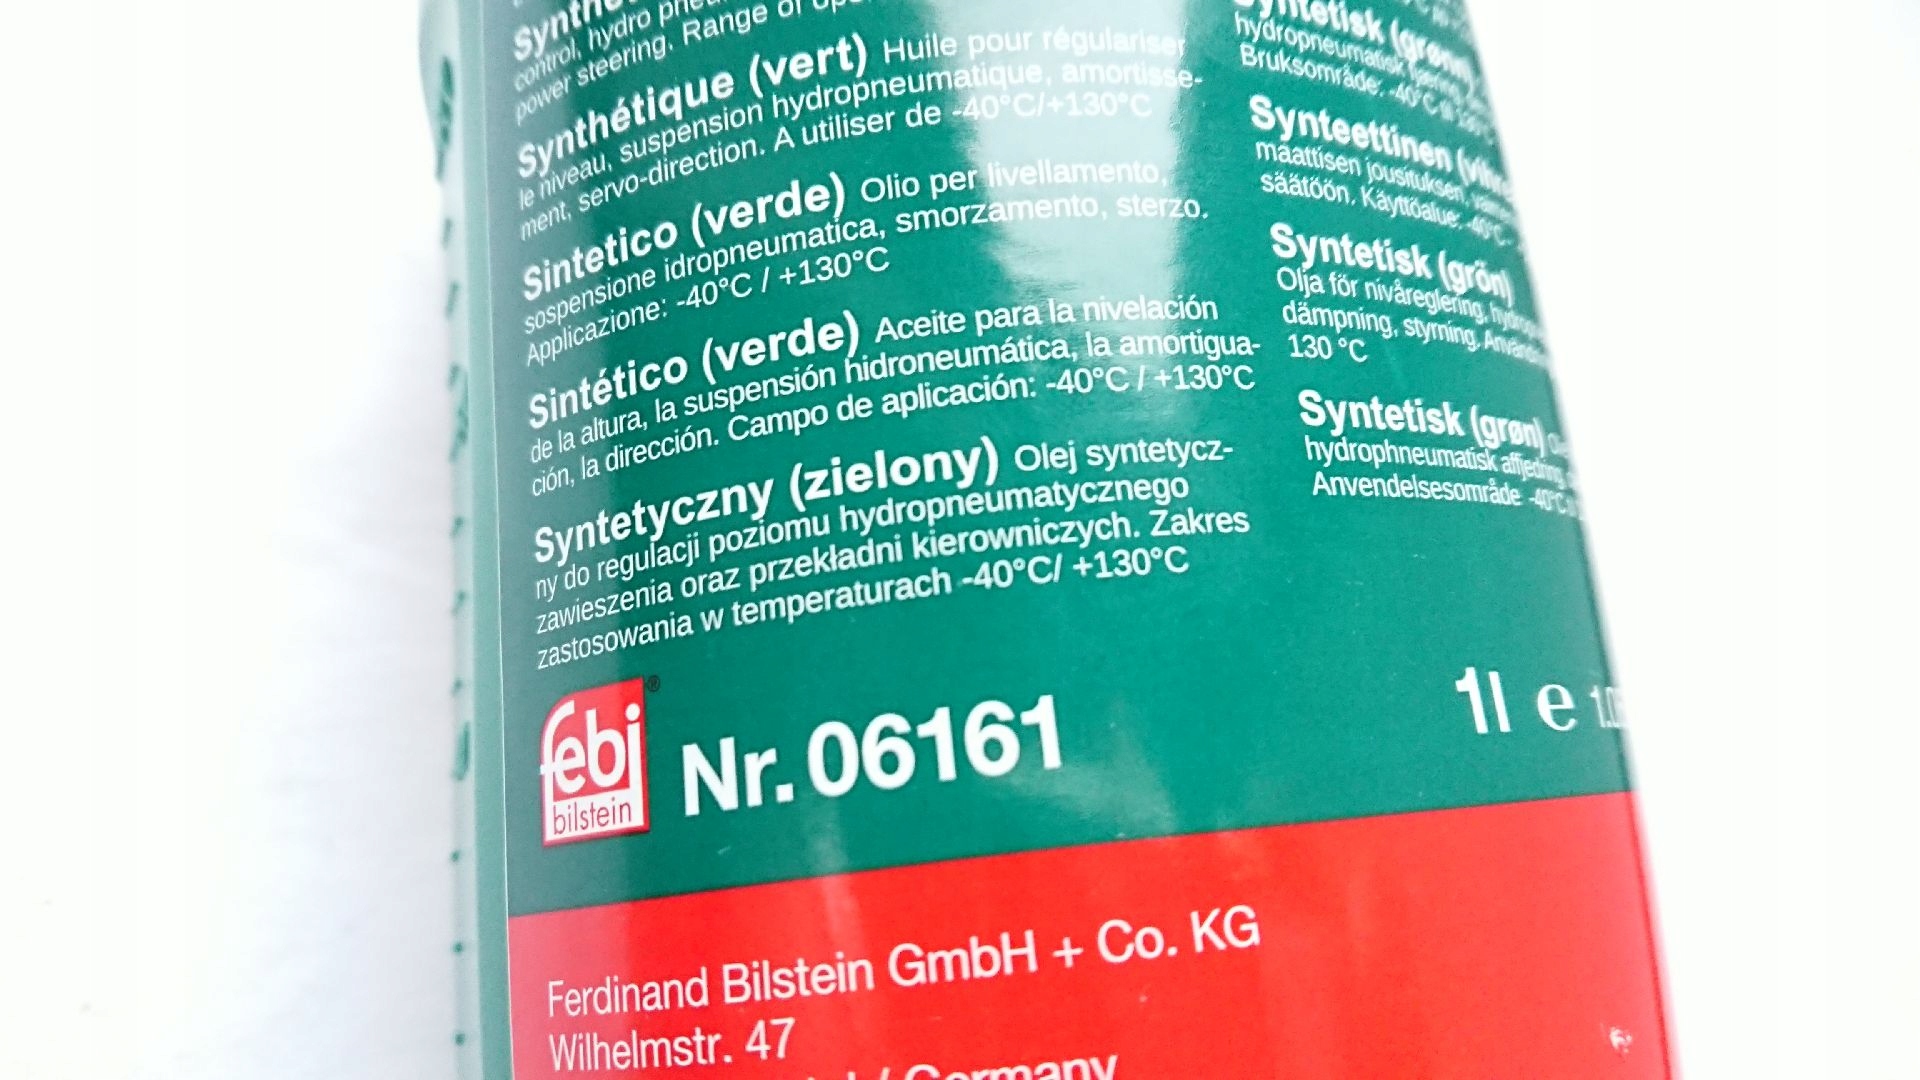 control, hydro
power steering. Range of
Synthétique (vert) Huile pour régulariser
le niveau, suspension hydropneumatique, amortisse-
ment, servo-direction. A utiliser de -40°C/+130°C
Sintetico (verde) Olio per livellamento,
sospensione idropneumatica, smorzamento, sterzo.
Applicazione: -40°C / +130°C
Sintético (verde) Aceite para la nivelación
de la altura, la suspensión hidroneumática, la amortigua-
ción, la dirección. Campo de aplicación: -40°C / +130°C
Syntetyczny (zielony) Olej syntetycz-
ny do regulacji poziomu hydropneumatycznego
zawieszenia oraz przekładni kierowniczych. Zakres
zastosowania w temperaturach -40°C/ +130°C
Syntetisk (grønn)
hydropneumatisk
Bruksområde: -40°C
Synteettinen
maattisen jousituksen,
säätöön. Käyttöalue: -40°C
Syntetisk (grön)
Olja för nivåreglering,
dämpning, styrning.
130 °C
Syntetisk (grøn)
hydrophneumatisk affjedring
Anvendelsesområde -40°C
febi®
bilstein
Nr. 06161
1l e
Ferdinand Bilstein GmbH + Co. KG
Wilhelmstr. 47
/ Germany